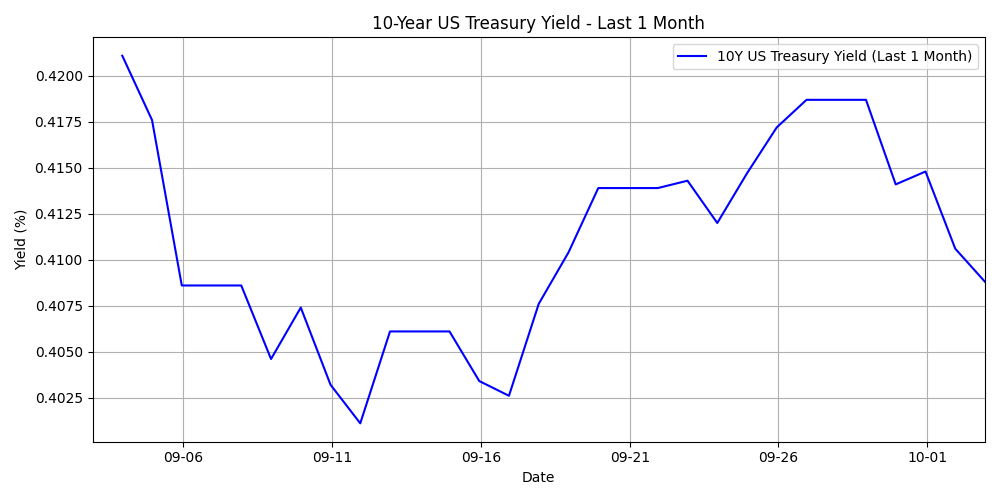 10-Year US Treasury Yield - Last 1 Month
10Y US Treasury Yield (Last 1 Month)
Yield (%)
0.4200
0.4175
0.4150
0.4125
0.4100
0.4075
0.4050
0.4025
09-06 09-11 09-16 09-21 09-26 10-01
Date